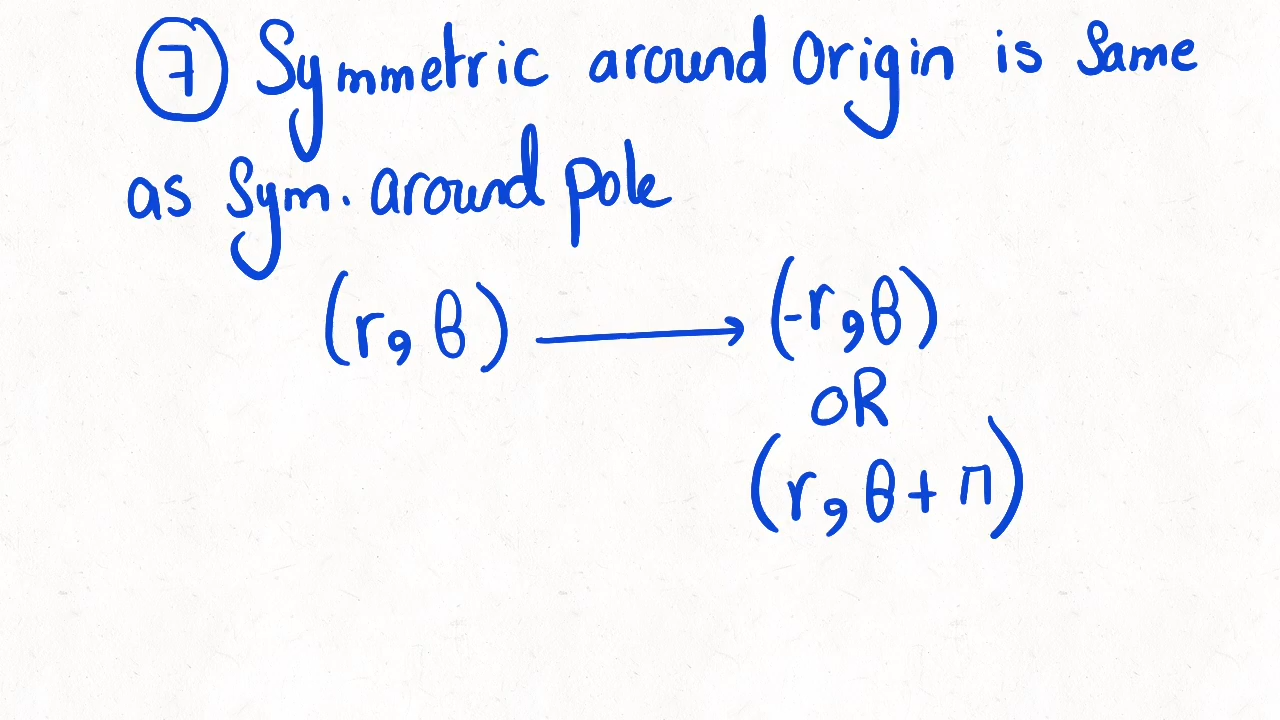 ⑦ Symmetric around Origin is Same
as Sym. around pole
(r, θ) → (-r, θ)
OR
(r, θ + π)